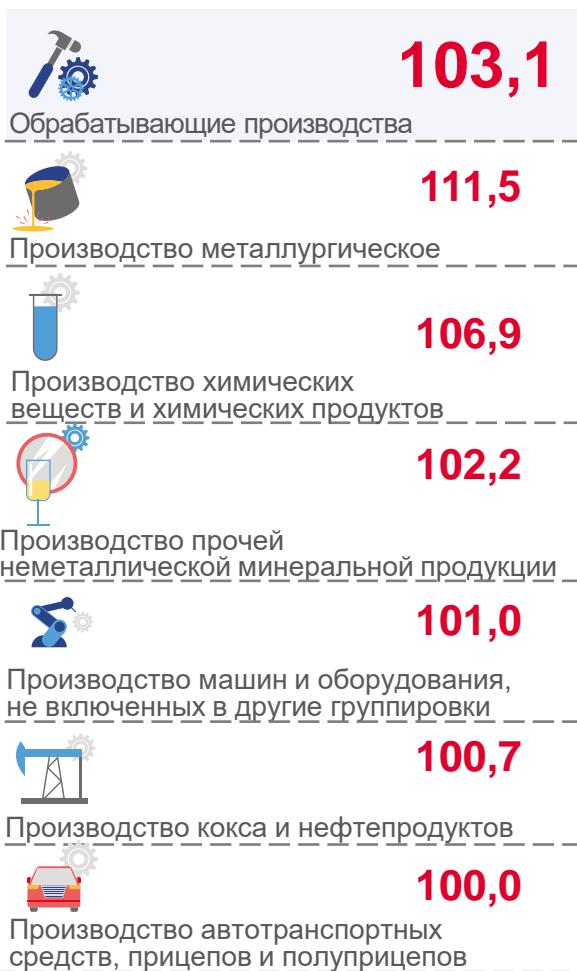 103,1
Обрабатывающие производства
111,5
Производство металлургическое
106,9
Производство химических
веществ и химических продуктов
102,2
Производство прочей
неметаллической минеральной продукции
101,0
Производство машин и оборудования,
не включенных в другие группировки
100,7
Производство кокса и нефтепродуктов
100,0
Производство автотранспортных
средств, прицепов и полуприцепов